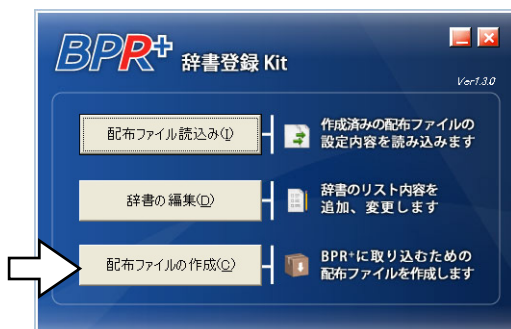 BPR+ 辞書登録 Kit
Ver1.3.0
配布ファイル読込み(I)
作成済みの配布ファイルの
設定内容を読み込みます
辞書の編集(D)
辞書のリスト内容を
追加、変更します
配布ファイルの作成(C)
BPR+に取り込むための
配布ファイルを作成します